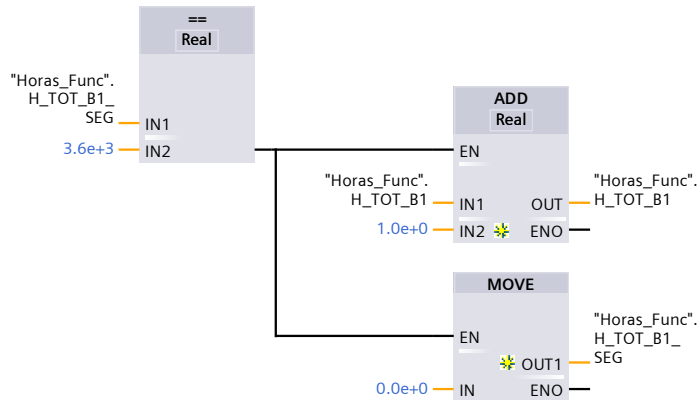 ==
Real
"Horas_Func".
H_TOT_B1_
SEG
IN1
3.6e+3
IN2
ADD
Real
EN
"Horas_Func".
H_TOT_B1
IN1
OUT
"Horas_Func".
H_TOT_B1
1.0e+0
IN2
ENO
MOVE
EN
"Horas_Func".
H_TOT_B1_
SEG
OUT1
0.0e+0
IN
ENO